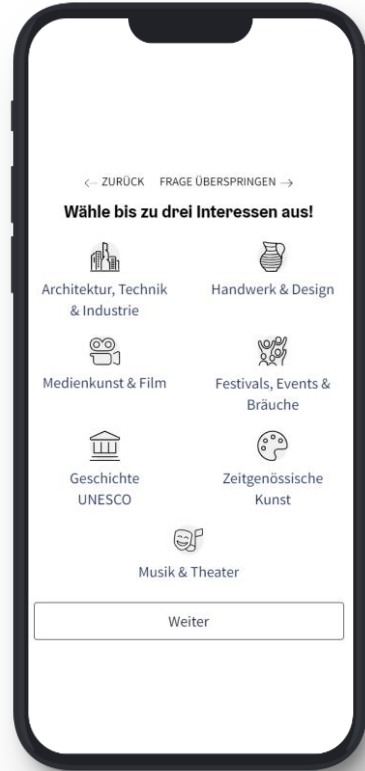 ← ZURÜCK FRAGE ÜBERSPRINGEN →
Wähle bis zu drei Interessen aus!
Architektur, Technik
& Industrie
Handwerk & Design
Medienkunst & Film
Festivals, Events &
Bräuche
Geschichte
UNESCO
Zeitgenössische
Kunst
Musik & Theater
Weiter